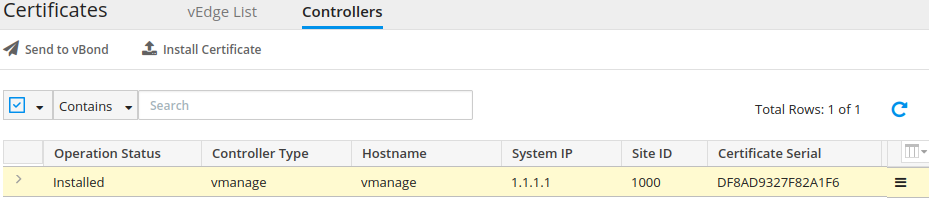 Certificates vEdge List Controllers
Send to vBond Install Certificate
Contains Search Total Rows: 1 of 1
Operation Status Controller Type Hostname System IP Site ID Certificate Serial
Installed vmanage vmanage 1.1.1.1 1000 DF8AD9327F82A1F6